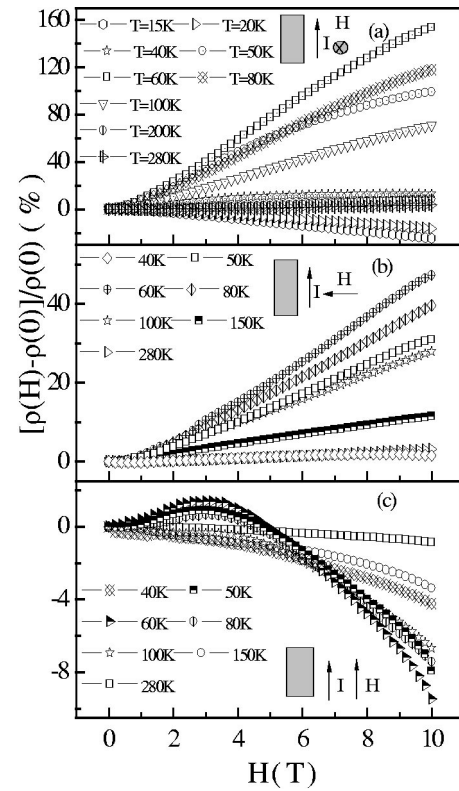 (a)
H
I
T=15K T=20K
T=40K T=50K
T=60K T=80K
T=100K
T=200K
T=280K
160
120
80
40
0
(b)
H
I
40K 50K
60K 80K
100K 150K
280K
40
20
0
[ρ(H)-ρ(0)]/ρ(0) (%)
(c)
0
-4
-8
40K 50K
60K 80K
100K 150K
280K
I H
0 2 4 6 8 10
H(T)